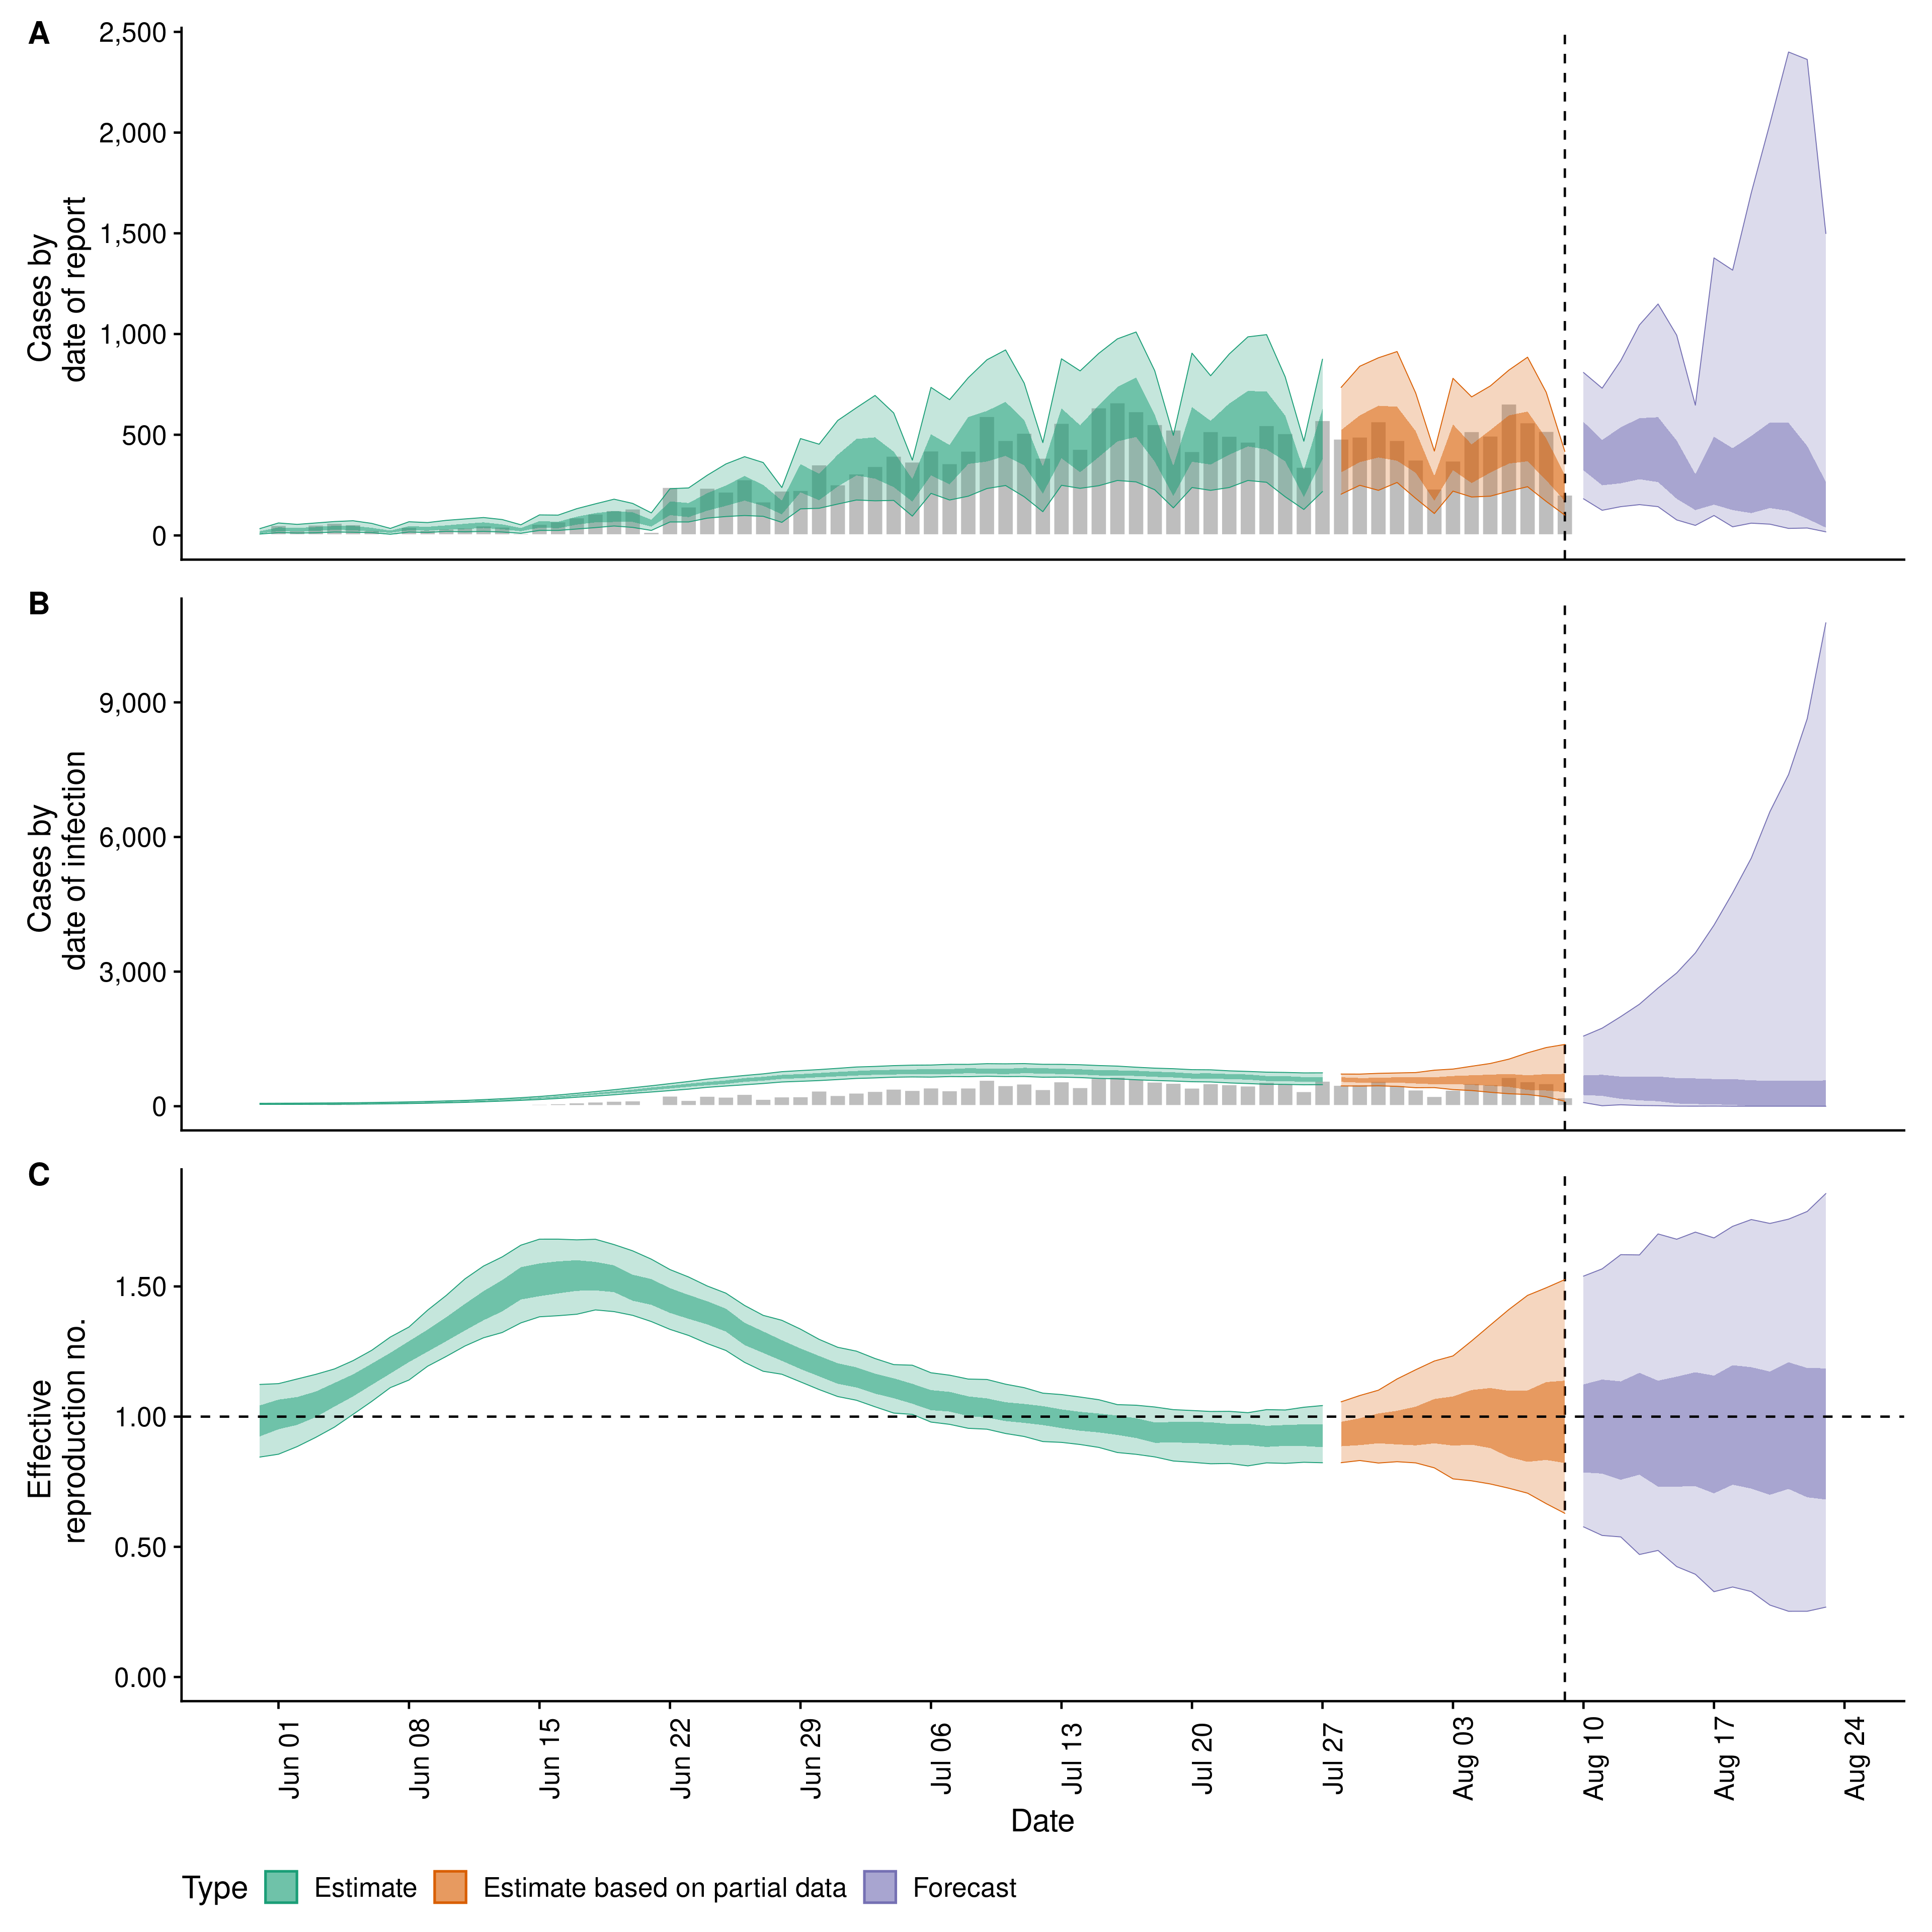 A
2,500
2,000
1,500
1,000
500
0
Cases by
date of report
B
9,000
6,000
3,000
0
Cases by
date of infection
C
1.50
1.00
0.50
0.00
Effective
reproduction no.
Jun 01
Jun 08
Jun 15
Jun 22
Jun 29
Jul 06
Jul 13
Jul 20
Jul 27
Aug 03
Aug 10
Aug 17
Aug 24
Date
Type Estimate Estimate based on partial data Forecast